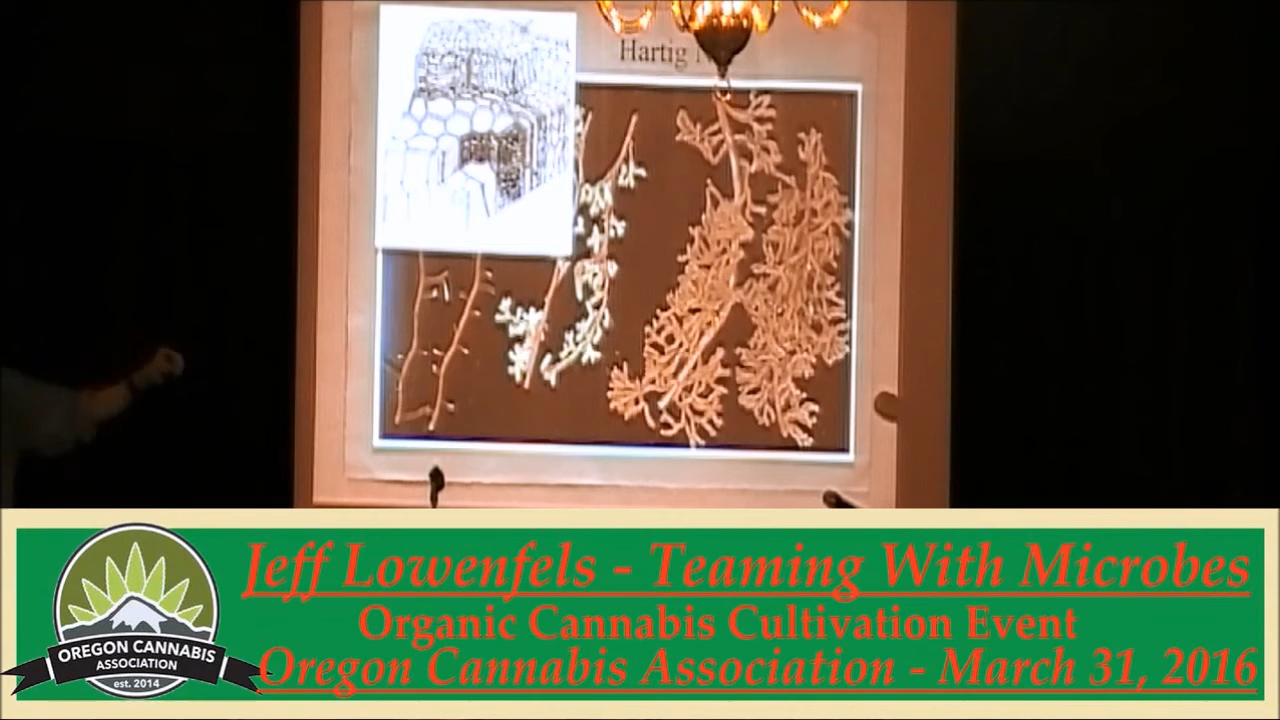 Hartig
Jeff Lowenfels - Teaming With Microbes
Organic Cannabis Cultivation Event
Oregon Cannabis Association - March 31, 2016
OREGON CANNABIS
ASSOCIATION
est. 2014